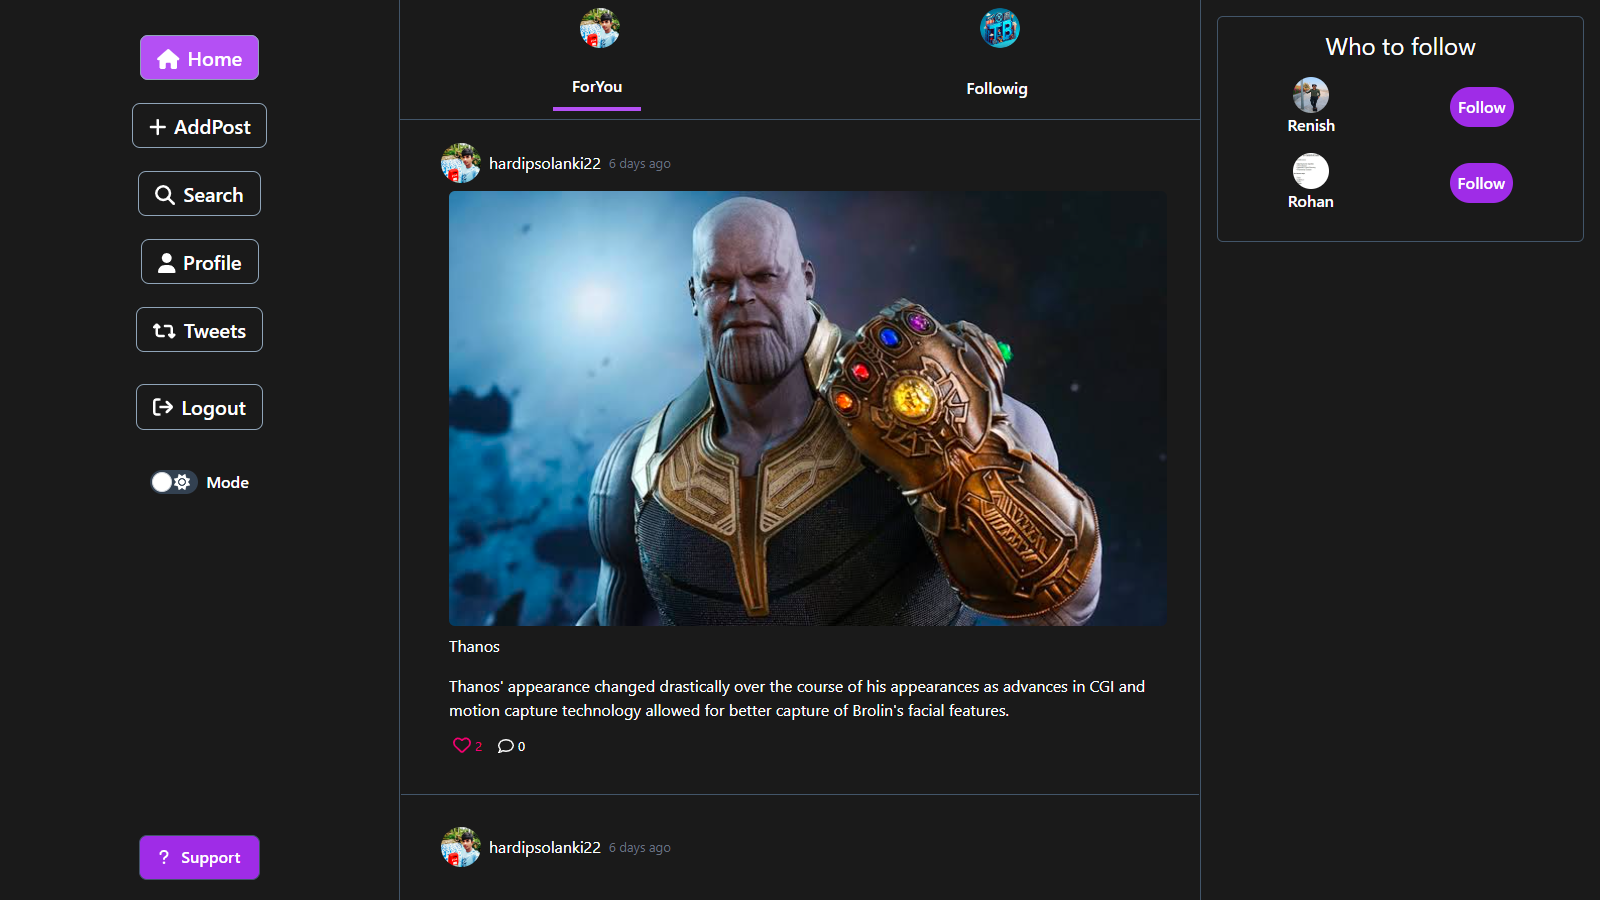 Home
AddPost
Search
Profile
Tweets
Logout
Mode
? Support
ForYou
Followig
hardipsolanki22 6 days ago
Thanos
Thanos' appearance changed drastically over the course of his appearances as advances in CGI and
motion capture technology allowed for better capture of Brolin's facial features.
2 0
hardipsolanki22 6 days ago
Who to follow
Renish
Follow
Rohan
Follow